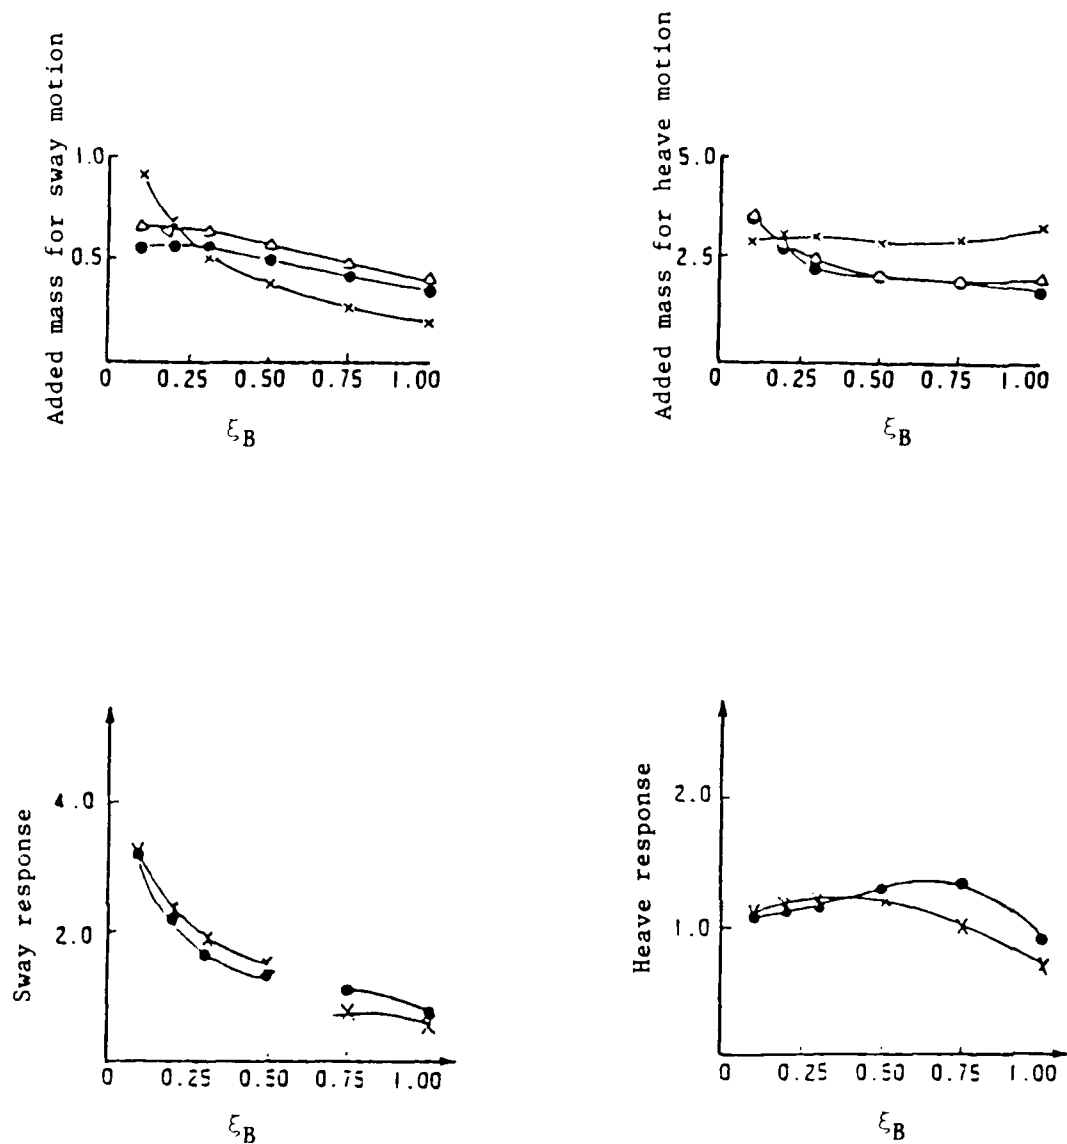 Added mass for sway motion
1.0
0.5
0 0.25 0.50 0.75 1.00
ξB
Added mass for heave motion
5.0
2.5
0 0.25 0.50 0.75 1.00
ξB
Sway response
4.0
2.0
0 0.25 0.50 0.75 1.00
ξB
Heave response
2.0
1.0
0 0.25 0.50 0.75 1.00
ξB